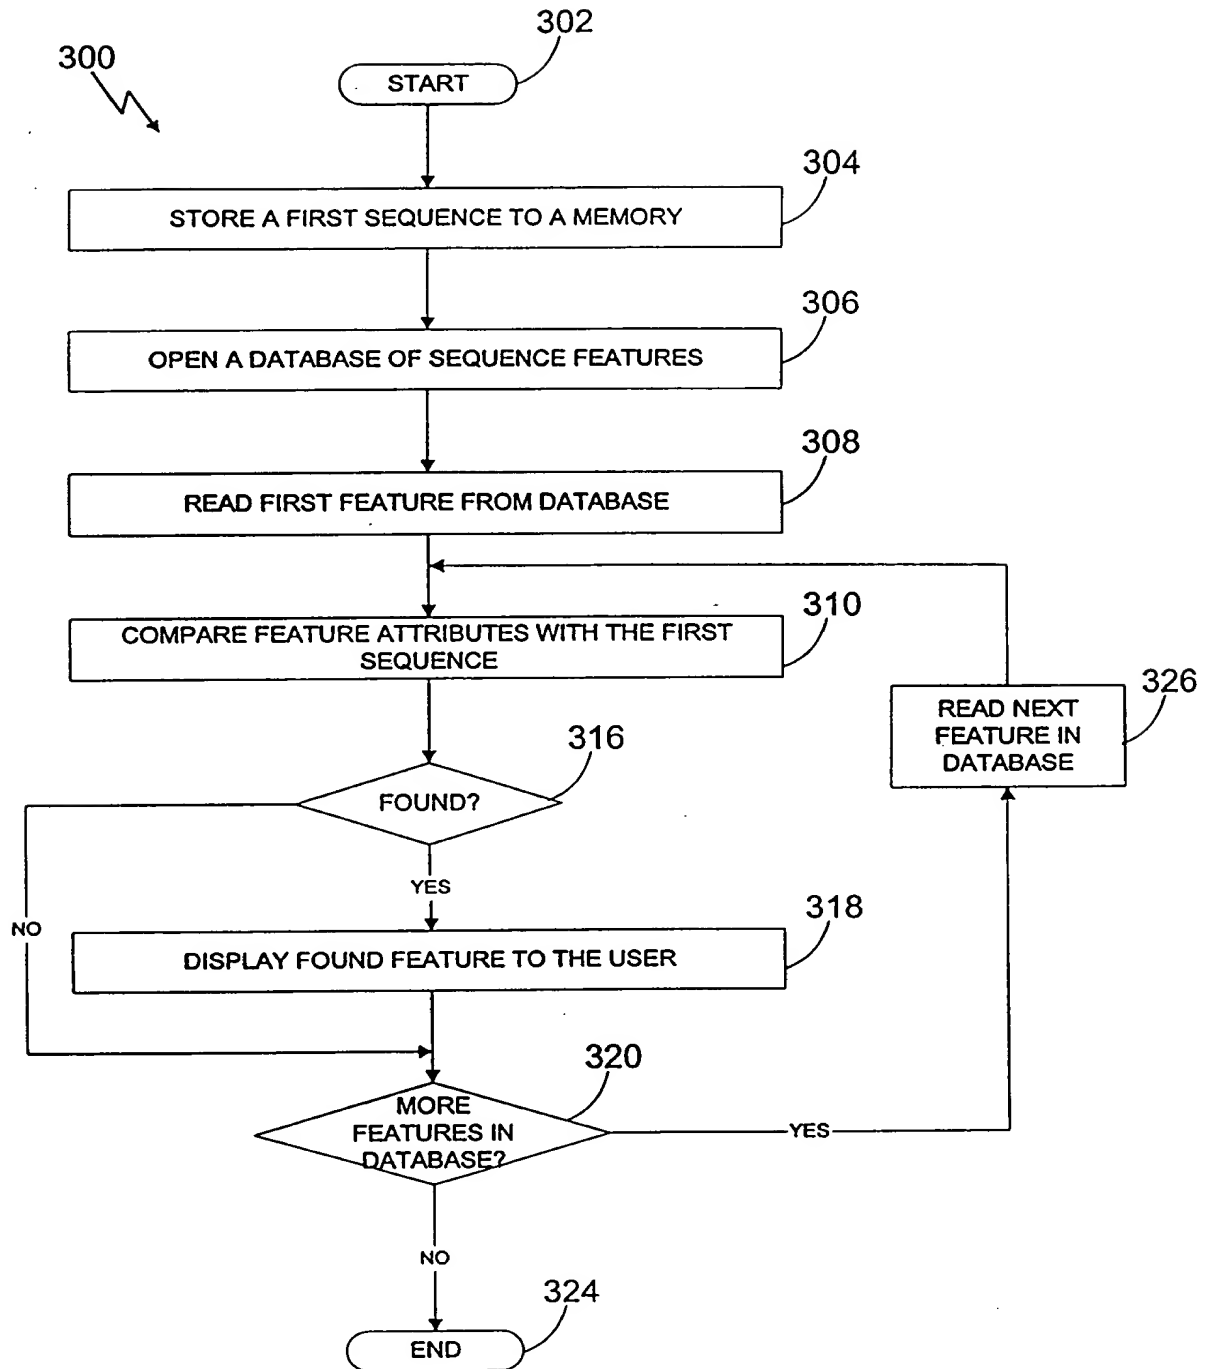 302
300
START
304
STORE A FIRST SEQUENCE TO A MEMORY
306
OPEN A DATABASE OF SEQUENCE FEATURES
308
READ FIRST FEATURE FROM DATABASE
310
COMPARE FEATURE ATTRIBUTES WITH THE FIRST
SEQUENCE
326
READ NEXT
FEATURE IN
DATABASE
316
FOUND?
YES
NO
318
DISPLAY FOUND FEATURE TO THE USER
320
MORE
FEATURES IN
DATABASE?
YES
NO
324
END